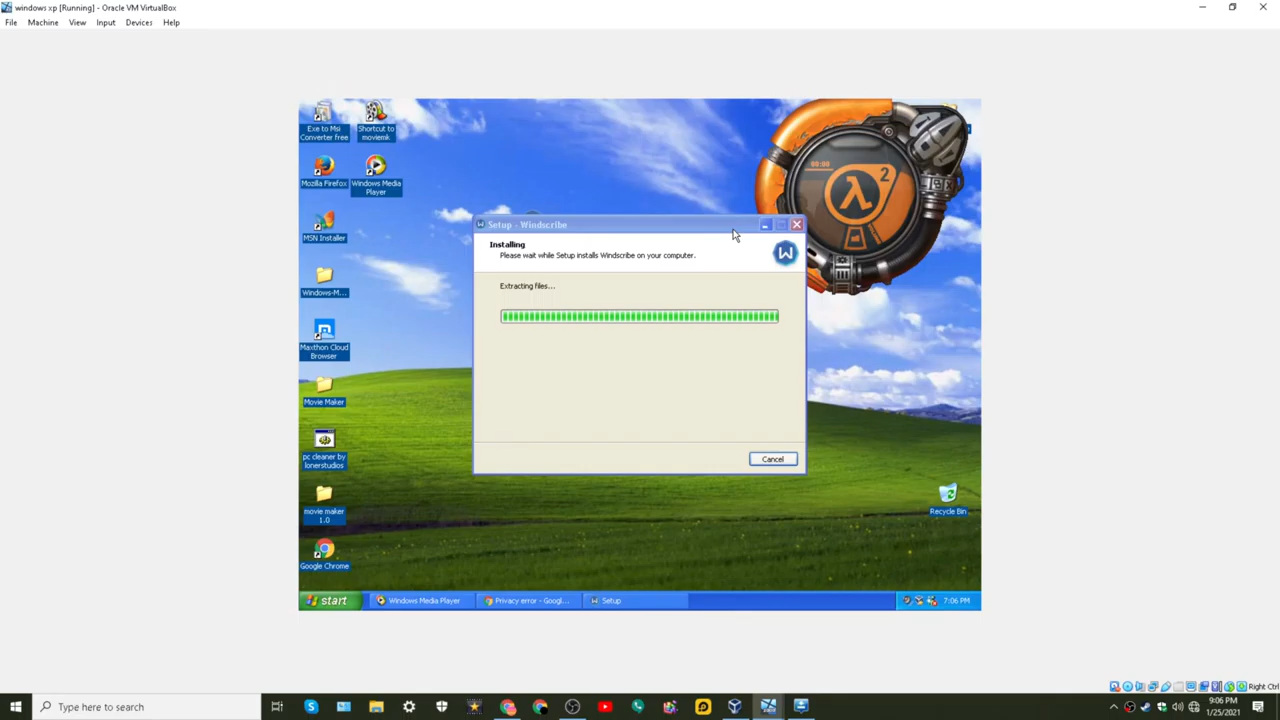 windows xp [Running] - Oracle VM VirtualBox
File Machine View Input Devices Help
Exe to Msi
Converter free
Shortcut to
moviemk
Mozilla Firefox
Windows Media
Player
MSN Installer
Windows-M...
Maxthon Cloud
Browser
Movie Maker
pc cleaner by
lonerstudios
movie maker
1.0
Google Chrome
00:00
2
Setup - Windscribe
Installing
Please wait while Setup installs Windscribe on your computer.
W
Extracting files...
Cancel
Recycle Bin
start
Windows Media Player
Privacy error - Googl...
Setup
7:06 PM
Right Ctrl
Type here to search
9:06 PM
1/25/2021